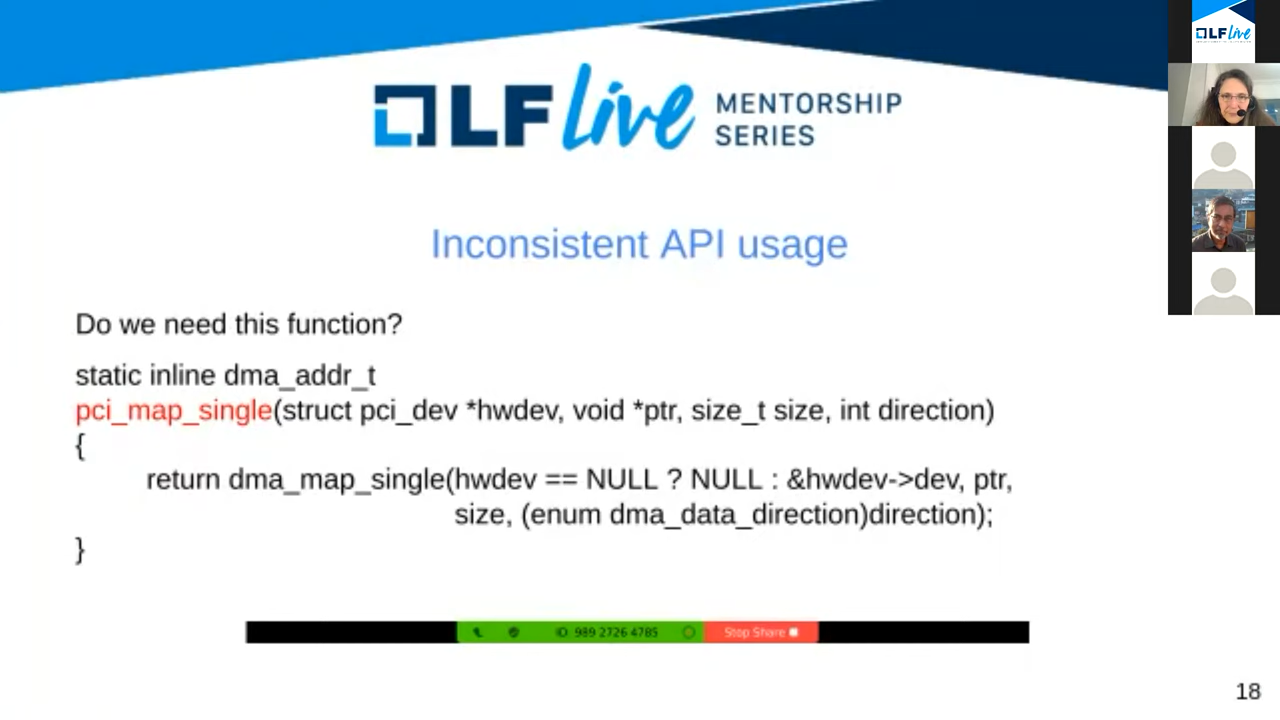 LF Live MENTORSHIP
SERIES
LF Live
Inconsistent API usage
Do we need this function?
static inline dma_addr_t
pci_map_single(struct pci_dev *hwdev, void *ptr, size_t size, int direction)
{
return dma_map_single(hwdev == NULL ? NULL : &hwdev->dev, ptr,
size, (enum dma_data_direction)direction);
}
ID: 989 2726 4785 Stop Share
18